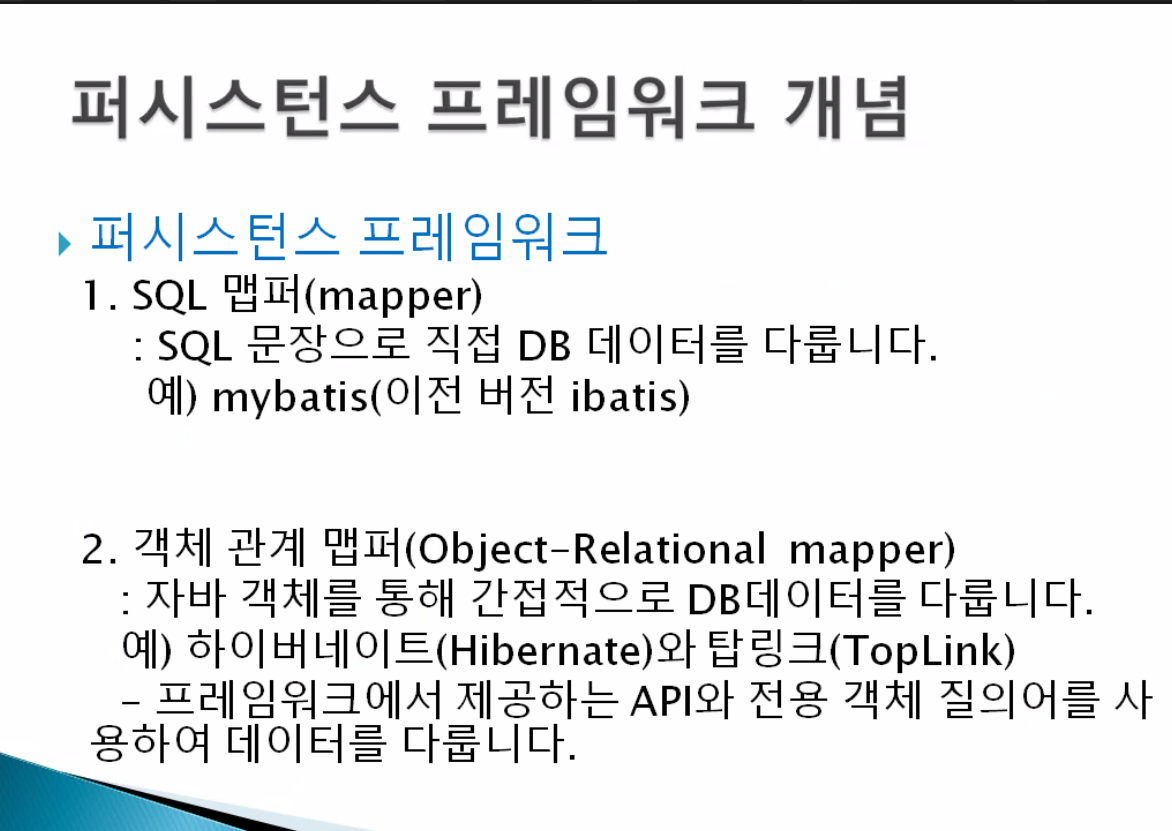 퍼시스턴스 프레임워크 개념
퍼시스턴스 프레임워크
1. SQL 맵퍼(mapper)
: SQL 문장으로 직접 DB 데이터를 다룹니다.
예) mybatis(이전 버전 ibatis)
2. 객체 관계 맵퍼(Object-Relational mapper)
: 자바 객체를 통해 간접적으로 DB데이터를 다룹니다.
예) 하이버네이트(Hibernate)와 탑링크(TopLink)
- 프레임워크에서 제공하는 API와 전용 객체 질의어를 사
용하여 데이터를 다룹니다.